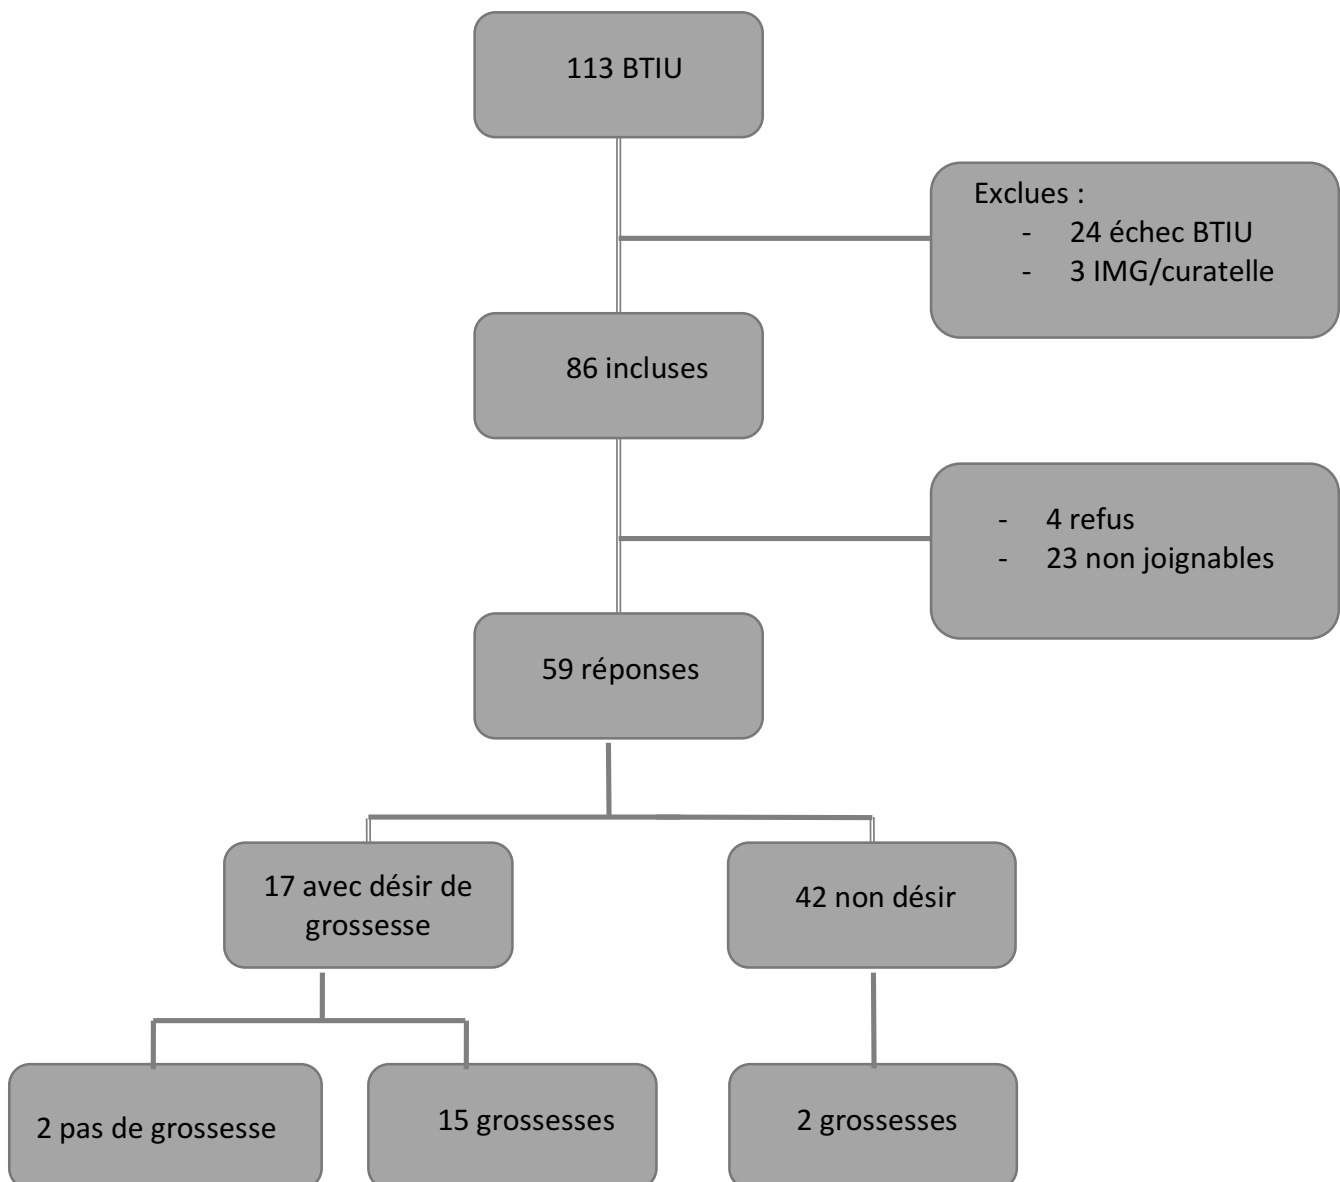 113 BTIU
Exclues :
- 24 échec BTIU
- 3 IMG/curatelle
86 incluses
- 4 refus
- 23 non joignables
59 réponses
17 avec désir de
grossesse
42 non désir
2 pas de grossesse
15 grossesses
2 grossesses